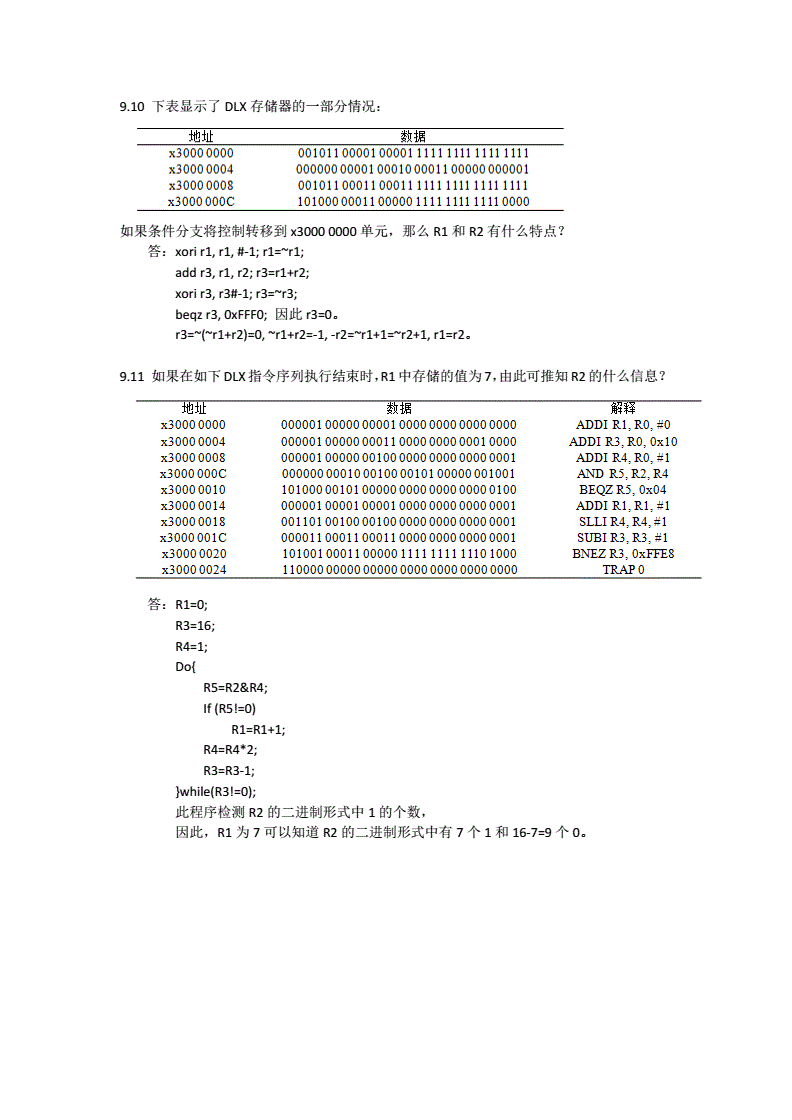 9.10 下表显示了 DLX 存储器的一部分情况：
地址 数据
x3000 0000 001011 00001 00001 1111 1111 1111 1111
x3000 0004 000000 00001 00010 00011 00000 000001
x3000 0008 001011 00011 00011 1111 1111 1111 1111
x3000 000C 101000 00011 00000 1111 1111 1111 0000
如果条件分支将控制转移到 x3000 0000 单元，那么 R1 和 R2 有什么特点？
答：xori r1, r1, #-1; r1=~r1;
add r3, r1, r2; r3=r1+r2;
xori r3, r3#-1; r3=~r3;
beqz r3, 0xFFF0; 因此 r3=0。
r3=~(~r1+r2)=0, ~r1+r2=-1, -r2=~r1+1=~r2+1, r1=r2。
9.11 如果在如下 DLX 指令序列执行结束时，R1 中存储的值为 7，由此可推知 R2 的什么信息？
地址 数据 解释
x3000 0000 000001 00000 00001 0000 0000 0000 0000 ADDI R1, R0, #0
x3000 0004 000001 00000 00011 0000 0000 0001 0000 ADDI R3, R0, 0x10
x3000 0008 000001 00000 00100 0000 0000 0000 0001 ADDI R4, R0, #1
x3000 000C 000000 00010 00100 00101 00000 001001 AND R5, R2, R4
x3000 0010 101000 00101 00000 0000 0000 0000 0100 BEQZ R5, 0x04
x3000 0014 000001 00001 00001 0000 0000 0000 0001 ADDI R1, R1, #1
x3000 0018 001101 00100 00100 0000 0000 0000 0001 SLLI R4, R4, #1
x3000 001C 000011 00011 00011 0000 0000 0000 0001 SUBI R3, R3, #1
x3000 0020 101001 00011 00000 1111 1111 1110 1000 BNEZ R3, 0xFFE8
x3000 0024 110000 00000 00000 0000 0000 0000 0000 TRAP 0
答：R1=0;
R3=16;
R4=1;
Do{
R5=R2&R4;
If (R5!=0)
R1=R1+1;
R4=R4*2;
R3=R3-1;
}while(R3!=0);
此程序检测 R2 的二进制形式中 1 的个数，
因此，R1 为 7 可以知道 R2 的二进制形式中有 7 个 1 和 16-7=9 个 0。